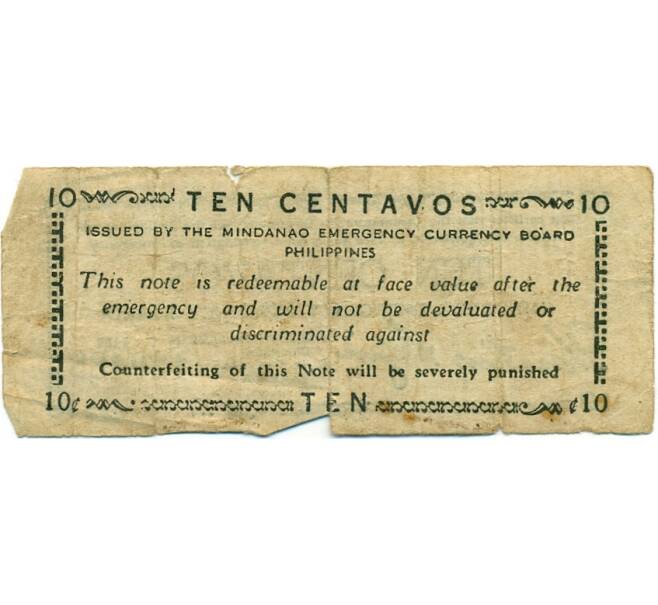 10 TEN CENTAVOS 10
ISSUED BY THE MINDANAO EMERGENCY CURRENCY BOARD
PHILIPPINES
This note is redeemable at face value after the
emergency and will not be devaluated or
discriminated against
Counterfeiting of this Note will be severely punished
10¢ TEN ¢10